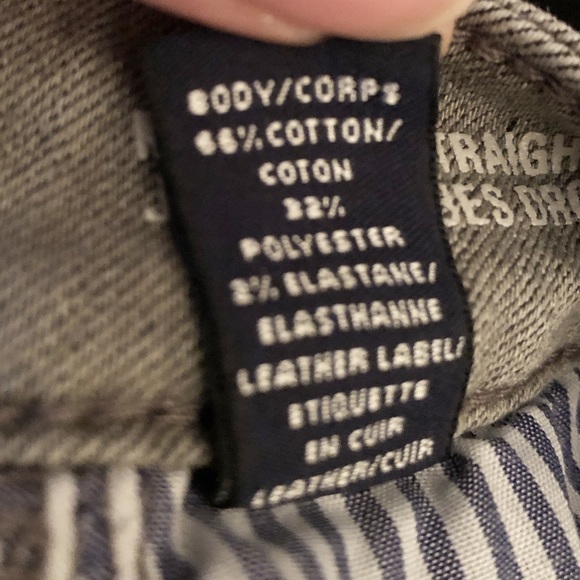 BODY/CORPS
66% COTTON/
COTON
32%
POLYESTER
2% ELASTANE/
ELASTHANNE
LEATHER LABEL/
ETIQUETTE
EN CUIR
LEATHER/CUIR